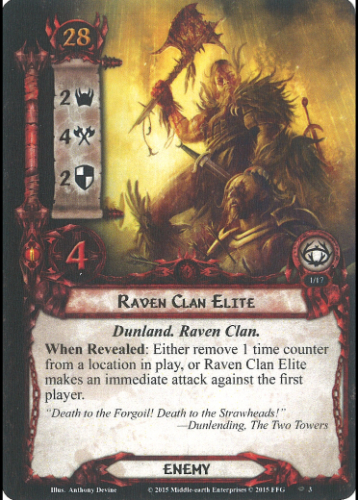 28
2
4
2
4
1/17
Raven Clan Elite
Dunland. Raven Clan.
When Revealed: Either remove 1 time counter
from a location in play, or Raven Clan Elite
makes an immediate attack against the first
player.
"Death to the Forgoil! Death to the Strawheads!"
—Dunlending, The Two Towers
ENEMY
Illus. Anthony Devine
© 2015 Middle-earth Enterprises © 2015 FFG
3